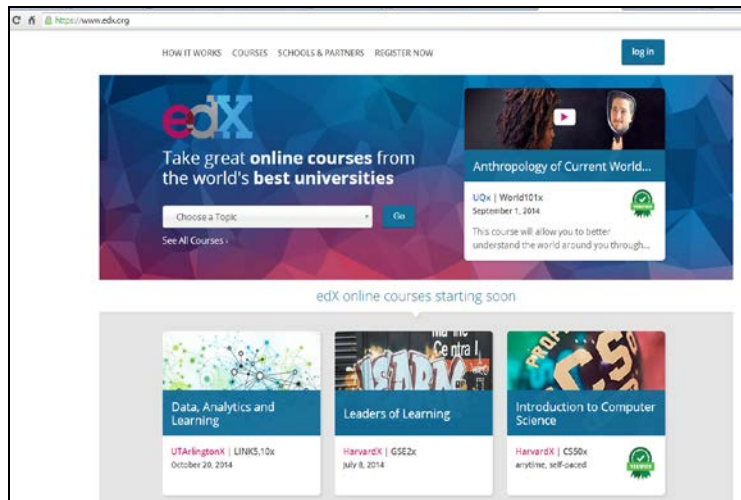 https://www.edx.org
HOW IT WORKS COURSES SCHOOLS & PARTNERS REGISTER NOW
log in
edX
Take great online courses from
the world's best universities
Choose a Topic
Go
See All Courses ›
Anthropology of Current World...
UQx | World101x
September 1, 2014
This course will allow you to better
understand the world around you through...
edX online courses starting soon
Central
LEARN
Data, Analytics and
Learning
UTArlingtonX | LINK5.10x
October 20, 2014
Leaders of Learning
HarvardX | GSE2x
July 8, 2014
Introduction to Computer
Science
HarvardX | CS50x
anytime, self-paced